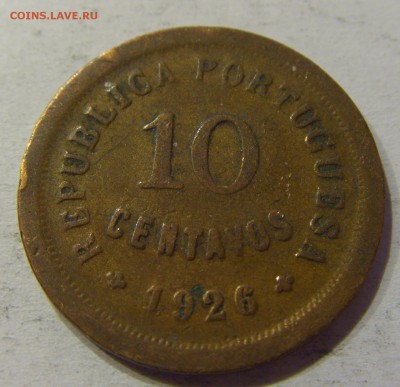 COINS.LAVE.RU
REPUBLICA PORTUGUESA
10
CENTAVOS
* 1926 *